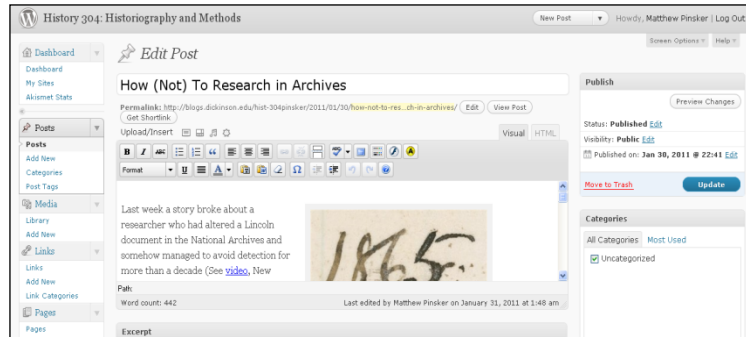 History 304: Historiography and Methods
New Post
Howdy, Matthew Pinsker | Log Out
Screen Options
Help
Dashboard
Dashboard
My Sites
Akismet Stats
Posts
Posts
Add New
Categories
Post Tags
Media
Library
Add New
Links
Links
Add New
Link Categories
Pages
Pages
Edit Post
How (Not) To Research in Archives
Permalink: http://blogs.dickinson.edu/hist-304pinsker/2011/01/30/how-not-to-res...ch-in-archives/ Edit View Post
Get Shortlink
Upload/Insert
Visual HTML
B I ABC
Format U A Ω
Last week a story broke about a
researcher who had altered a Lincoln
document in the National Archives and
somehow managed to avoid detection for
more than a decade (See video, New
1865
Path:
Word count: 442
Last edited by Matthew Pinsker on January 31, 2011 at 1:48 am
Excerpt
Publish
Preview Changes
Status: Published Edit
Visibility: Public Edit
Published on: Jan 30, 2011 @ 22:41 Edit
Move to Trash
Update
Categories
All Categories Most Used
Uncategorized